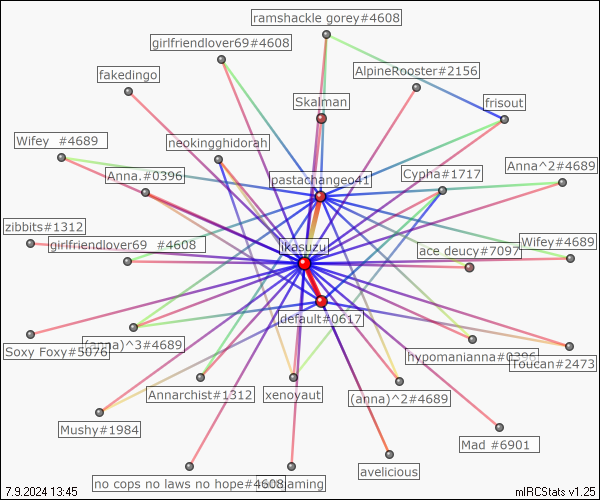 ramshackle gorey#4608
girlfriendlover69#4608
AlpineRooster#2156
fakedingo
Skalman
frisout
Wifey #4689
neokingghidorah
Anna^2#4689
Anna.#0396
pastachangeo41
Cypha#1717
zibbits#1312
girlfriendlover69 #4608
ikasuzu
ace deucy#7097
Wifey#4689
default#0617
Soxy Foxy#5076
(anna)^3#4689
hypomanianna#0396
Toucan#2473
Annarchist#1312
xenoyaut
(anna)^2#4689
Mushy#1984
Mad #6901
avelicious
no cops no laws no hope#4608
jaming
7.9.2024 13:45
mIRCStats v1.25